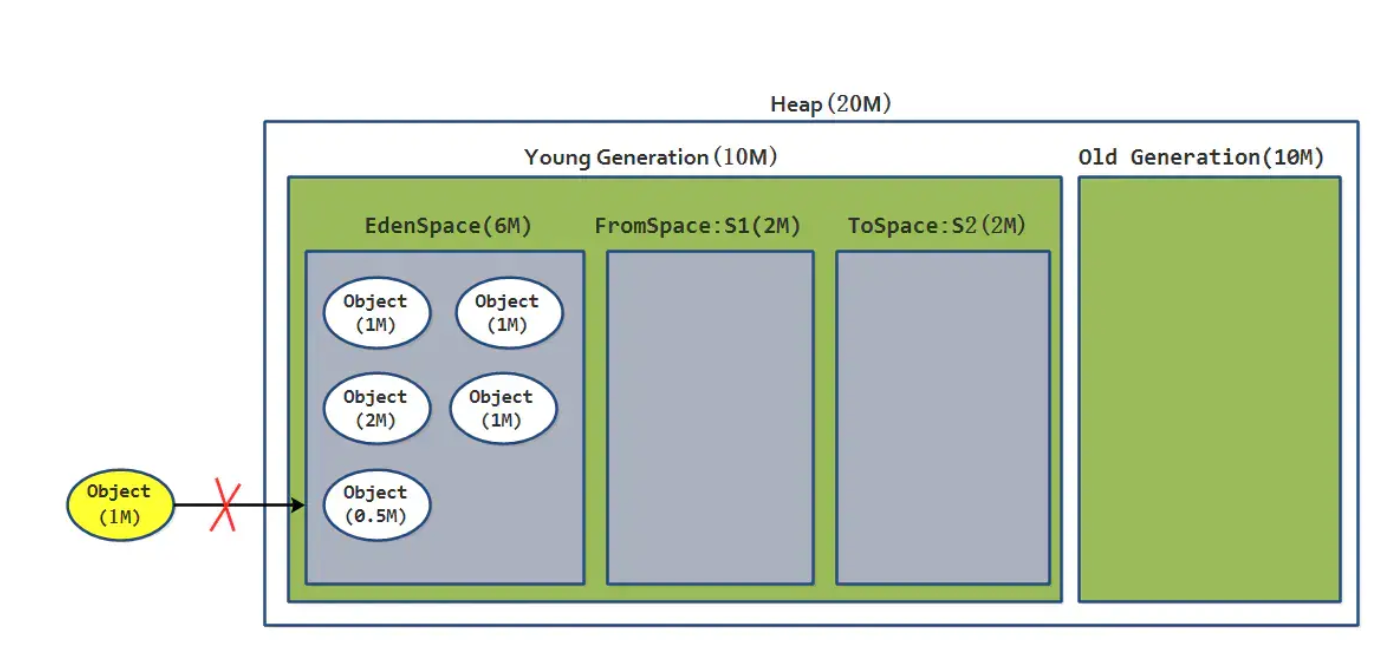 Heap(20M)
Young Generation(10M)
Old Generation(10M)
EdenSpace(6M)
FromSpace:S1(2M)
ToSpace:S2(2M)
Object
(1M)
Object
(1M)
Object
(2M)
Object
(1M)
Object
(1M)
Object
(0.5M)